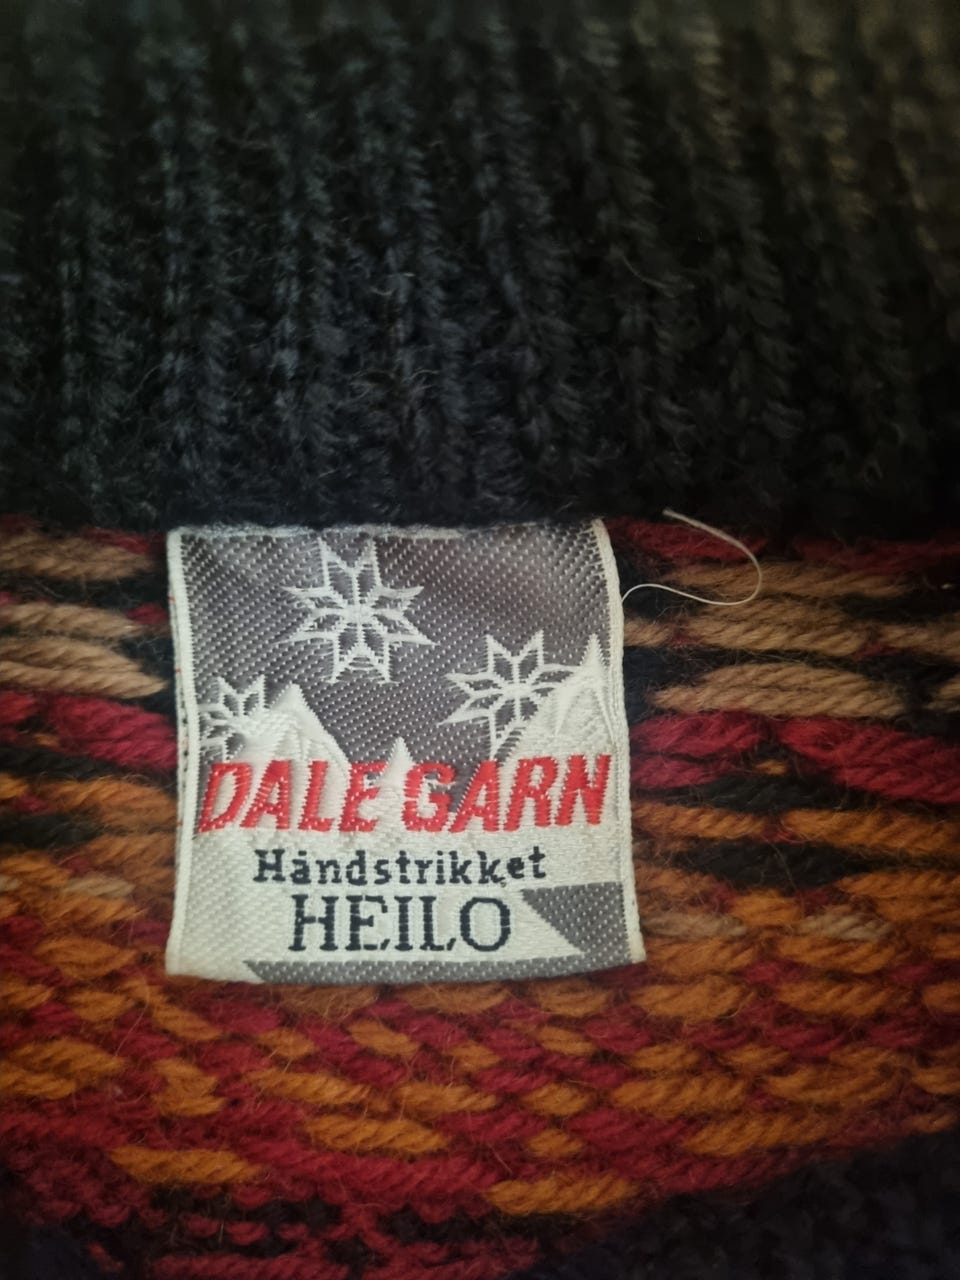 DALE GARN
Håndstrikket
HEILO